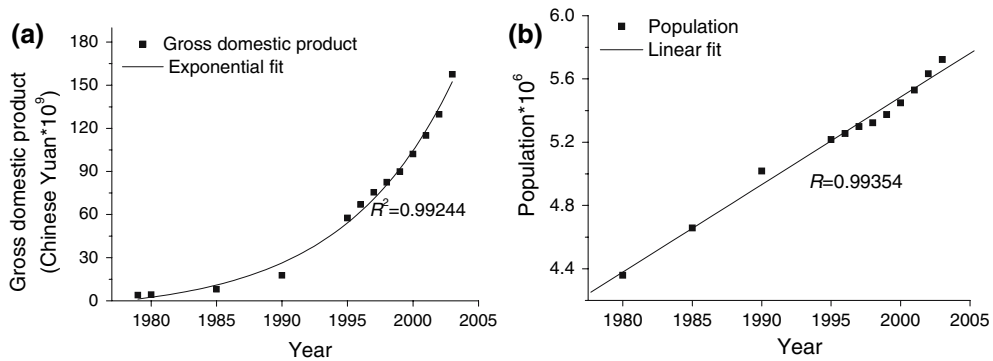 (a)
Gross domestic product
Exponential fit
Gross domestic product
(Chinese Yuan*10⁹)
180
150
120
90
60
30
0
R²=0.99244
1980
1985
1990
1995
2000
2005
Year
(b)
Population
Linear fit
Population*10⁶
6.0
5.6
5.2
4.8
4.4
R=0.99354
1980
1985
1990
1995
2000
2005
Year